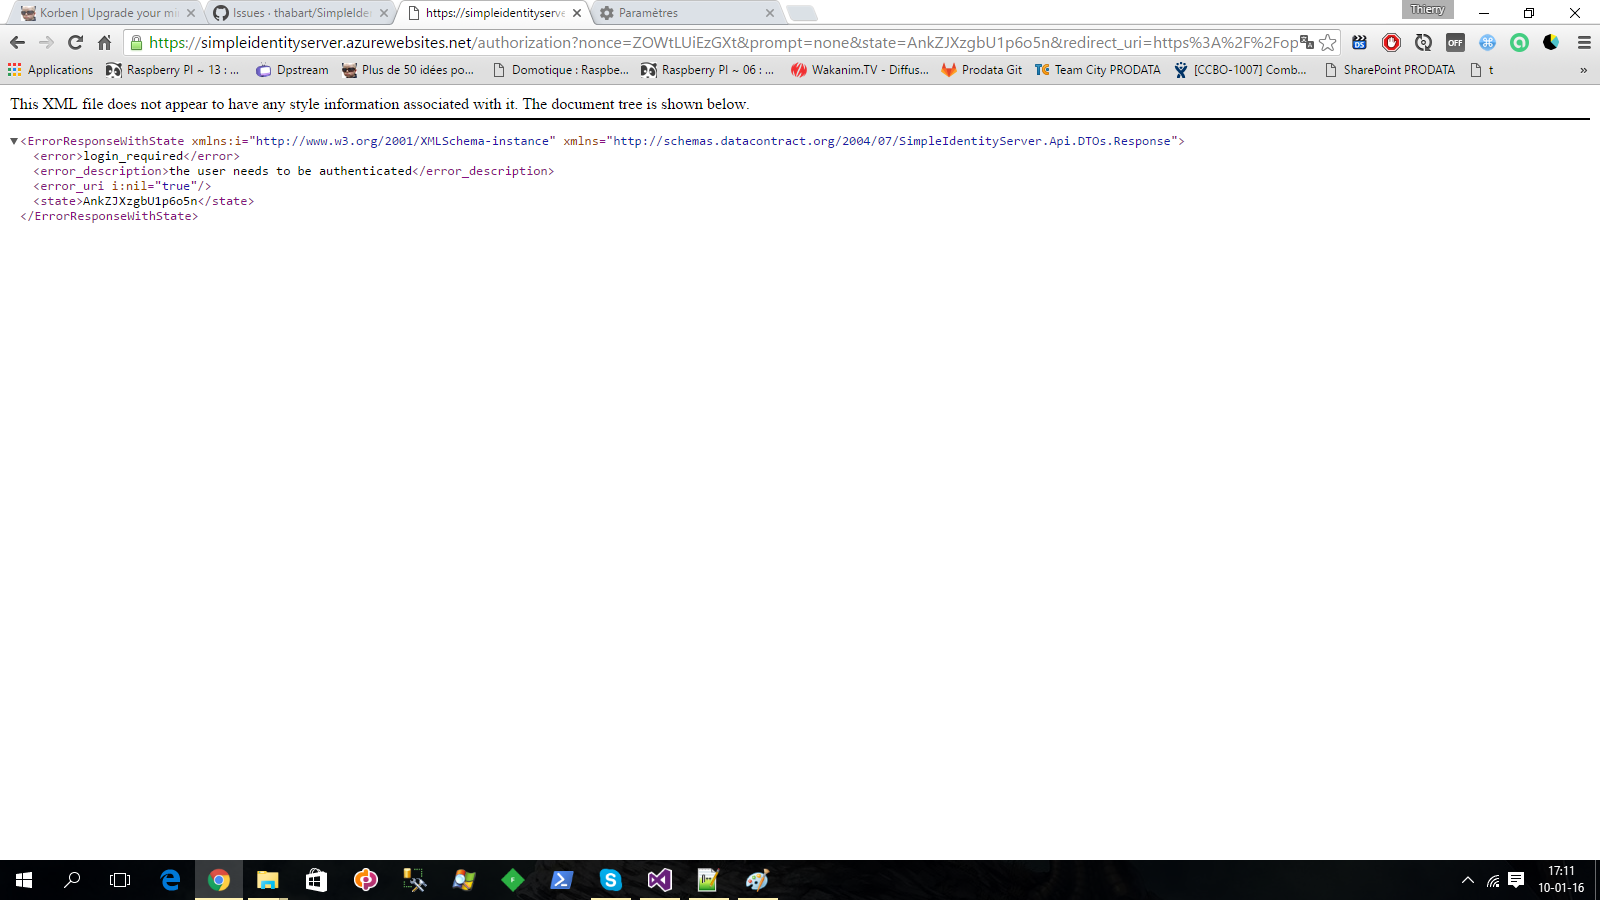 Korben | Upgrade your mi
Issues · thabart/SimpleIde
https://simpleidentityserve
Paramètres
Thierry
https://simpleidentityserver.azurewebsites.net/authorization?nonce=ZOWtLUiEzGXt&prompt=none&state=AnkZJXzgbU1p6o5n&redirect_uri=https%3A%2F%2Fop
OFF
Applications
Raspberry PI ~ 13 : ...
Dpstream
Plus de 50 idées po...
Domotique : Raspbe...
Raspberry PI ~ 06 : ...
Wakanim.TV - Diffus...
Prodata Git
TC Team City PRODATA
[CCBO-1007] Comb...
SharePoint PRODATA
t
»
This XML file does not appear to have any style information associated with it. The document tree is shown below.
▼<ErrorResponseWithState xmlns:i="http://www.w3.org/2001/XMLSchema-instance" xmlns="http://schemas.datacontract.org/2004/07/SimpleIdentityServer.Api.DTOs.Response">
<error>login_required</error>
<error_description>the user needs to be authenticated</error_description>
<error_uri i:nil="true"/>
<state>AnkZJXzgbU1p6o5n</state>
</ErrorResponseWithState>
17:11
10-01-16